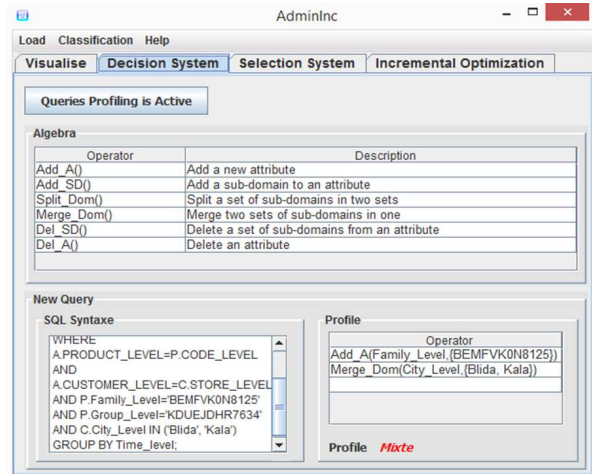 AdminInc
Load Classification Help
Visualise Decision System Selection System Incremental Optimization
Queries Profiling is Active
Algebra
Operator Description
Add_A() Add a new attribute
Add_SD() Add a sub-domain to an attribute
Split_Dom() Split a set of sub-domains in two sets
Merge_Dom() Merge two sets of sub-domains in one
Del_SD() Delete a set of sub-domains from an attribute
Del_A() Delete an attribute
New Query
SQL Syntaxe
WHERE
A.PRODUCT_LEVEL=P.CODE_LEVEL
AND
A.CUSTOMER_LEVEL=C.STORE_LEVEL
AND P.Family_Level='BEMFVK0N8125'
AND P.Group_Level='KDUEJDHR7634'
AND C.City_Level IN ('Blida', 'Kala')
GROUP BY Time_level;
Profile
Operator
Add_A(Family_Level,{BEMFVK0N8125})
Merge_Dom(City_Level,{Blida, Kala})
Profile Mixte